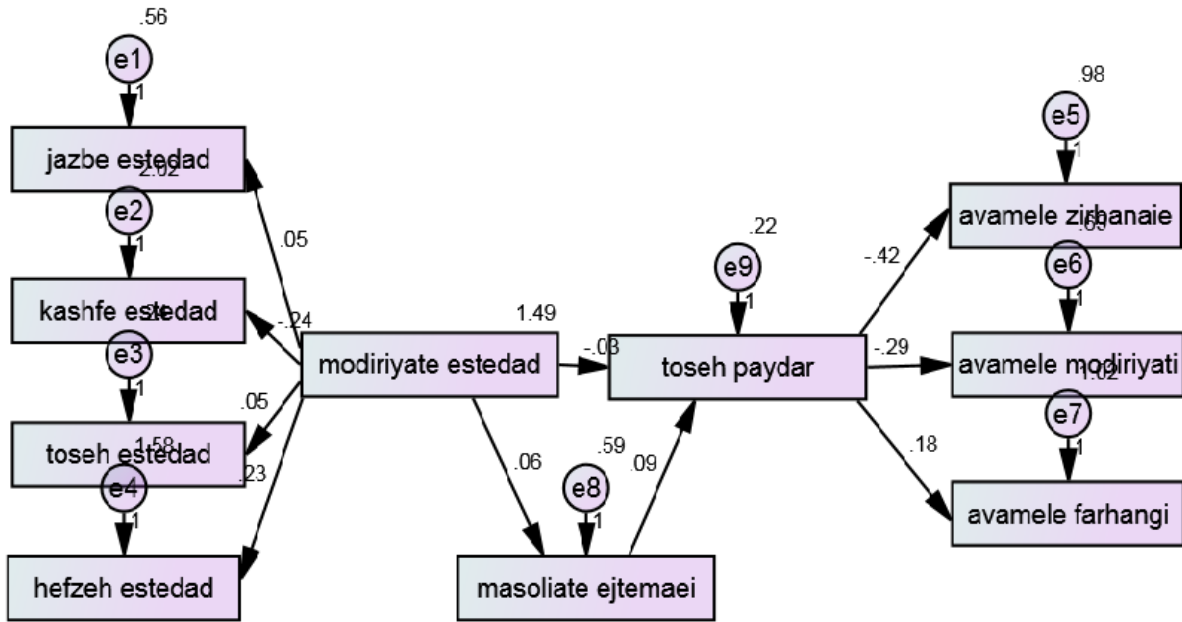 .56
e1
1
jazbe estedad
2.02
e2
1
kashfe estedad
.24
e3
1
toseh estedad
1.58
e4
1
hefzeh estedad
.05
-.24
.05
.23
1.49
modiriyate estedad
-.03
.06
.59
e8
1
masoliate ejtemaei
.09
.22
e9
1
toseh paydar
-.42
-.29
.18
.98
e5
1
avamele zirbanaie
e6
1
avamele modiriyati
1.02
e7
1
avamele farhangi